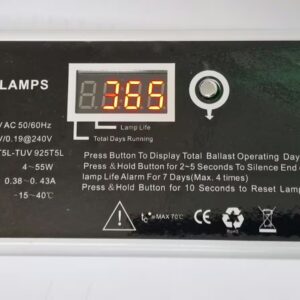 LAMPS
365
Lamp Life
Total Days Running
AC 50/60Hz
/0.19@240V
T5L-TUV 925T5L
4~55W
0.38~0.43A
-15~40℃
Press Button To Display Total Ballast Operating Day
Press &Hold Button for 2~5 Seconds To Silence End
lamp Life Alarm For 7 Days(Max. 4 times)
Press & Hold Button for 10 Seconds to Reset Lamp
MAX 70℃
CE
RoHS